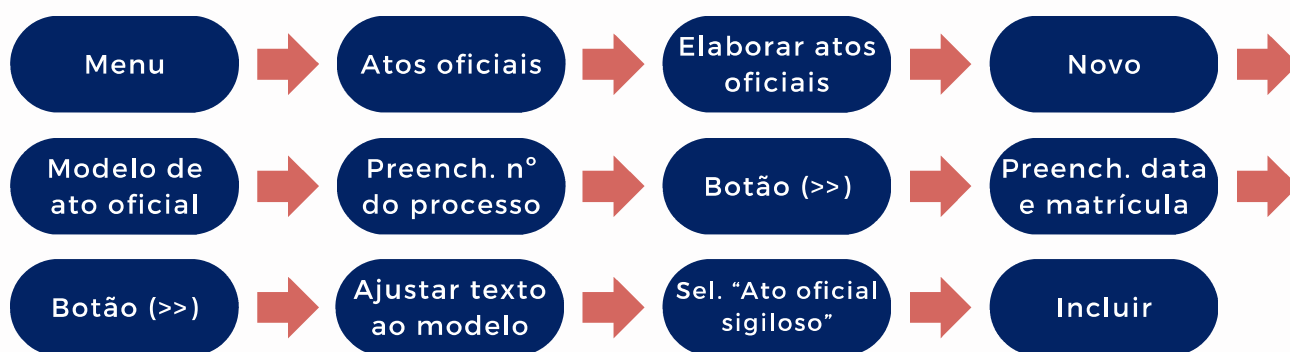 Menu
Atos oficiais
Elaborar atos
oficiais
Novo
Modelo de
ato oficial
Preench. nº
do processo
Botão (>>)
Preench. data
e matrícula
Botão (>>)
Ajustar texto
ao modelo
Sel. “Ato oficial
sigiloso”
Incluir